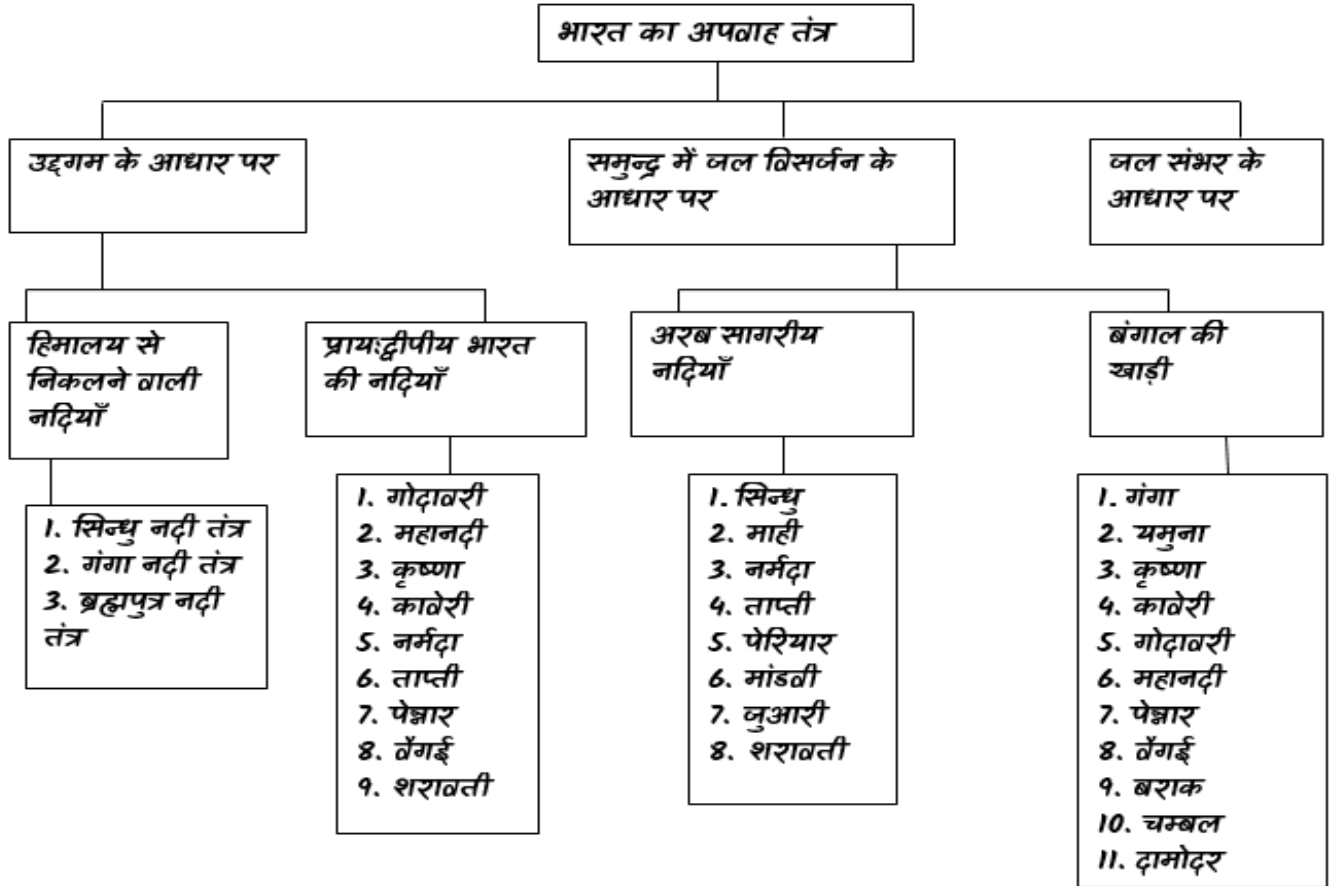 भारत का अपवाह तंत्र
उद्दगम के आधार पर
समुन्द्र में जल विसर्जन के
आधार पर
जल संभर के
आधार पर
हिमालय से
निकलने वाली
नदियाँ
प्रायःद्वीपीय भारत
की नदियाँ
अरब सागरीय
नदियाँ
बंगाल की
खाड़ी
1. सिन्धु नदी तंत्र
2. गंगा नदी तंत्र
3. ब्रह्मपुत्र नदी
तंत्र
1. गोदावरी
2. महानदी
3. कृष्णा
4. कावेरी
5. नर्मदा
6. ताप्ती
7. पेन्नार
8. वेंगई
9. शरावती
1. सिन्धु
2. माही
3. नर्मदा
4. ताप्ती
5. पेरियार
6. मांडवी
7. जुआरी
8. शरावती
1. गंगा
2. यमुना
3. कृष्णा
4. कावेरी
5. गोदावरी
6. महानदी
7. पेन्नार
8. वेंगई
9. बराक
10. चम्बल
11. दामोदर